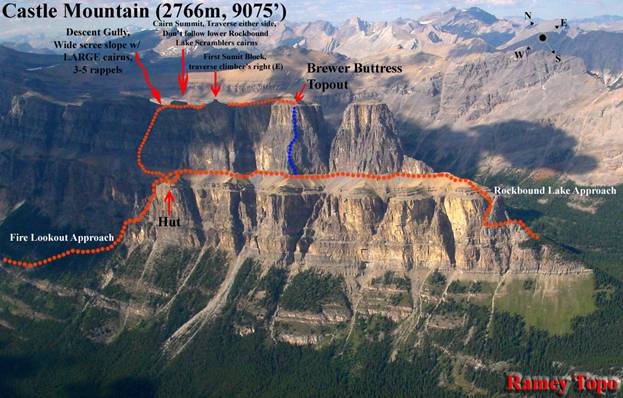 Castle Mountain (2766m, 9075')
Descent Gully,
Wide scree slope w/
LARGE cairns,
3-5 rappels
Cairn Summit, Traverse either side,
Don't follow lower Rockbound
Lake Scramblers cairns
First Sumit Block,
traverse climber's right (E)
Brewer Buttress
Topout
N
E
W
S
Rockbound Lake Approach
Fire Lookout Approach
Hut
Ramey Topo